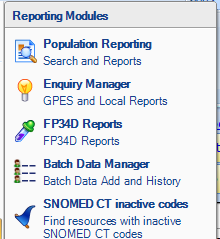 Reporting Modules
Population Reporting
Search and Reports
Enquiry Manager
GPES and Local Reports
FP34D Reports
FP34D Reports
Batch Data Manager
Batch Data Add and History
SNOMED CT inactive codes
Find resources with inactive
SNOMED CT codes